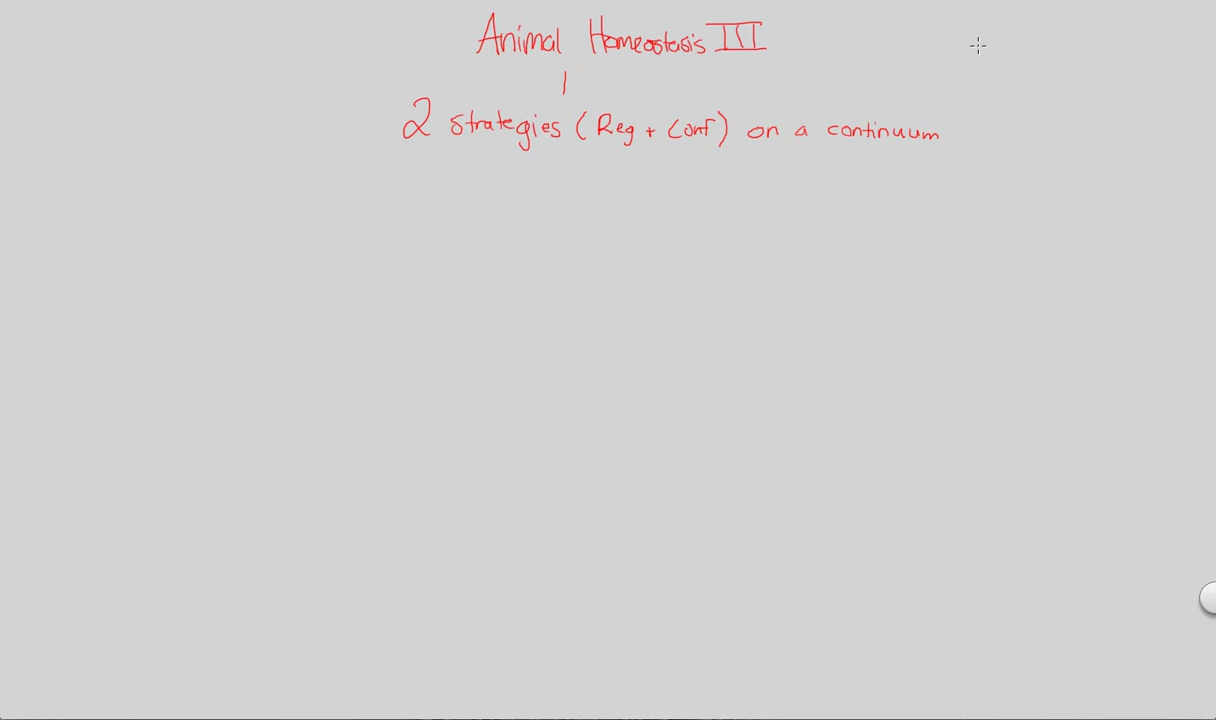 Animal Homeostasis III
2 strategies (Reg + Conf) on a continuum